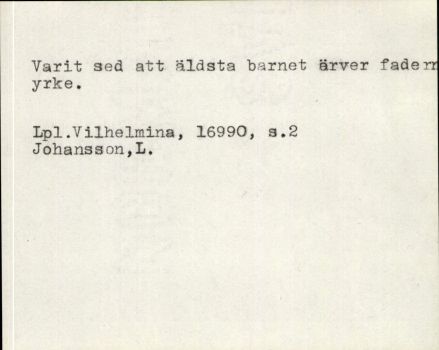 Varit sed att äldsta barnet ärver fadern
yrke.
Lpl.Vilhelmina, 16990, s.2
Johansson,L.